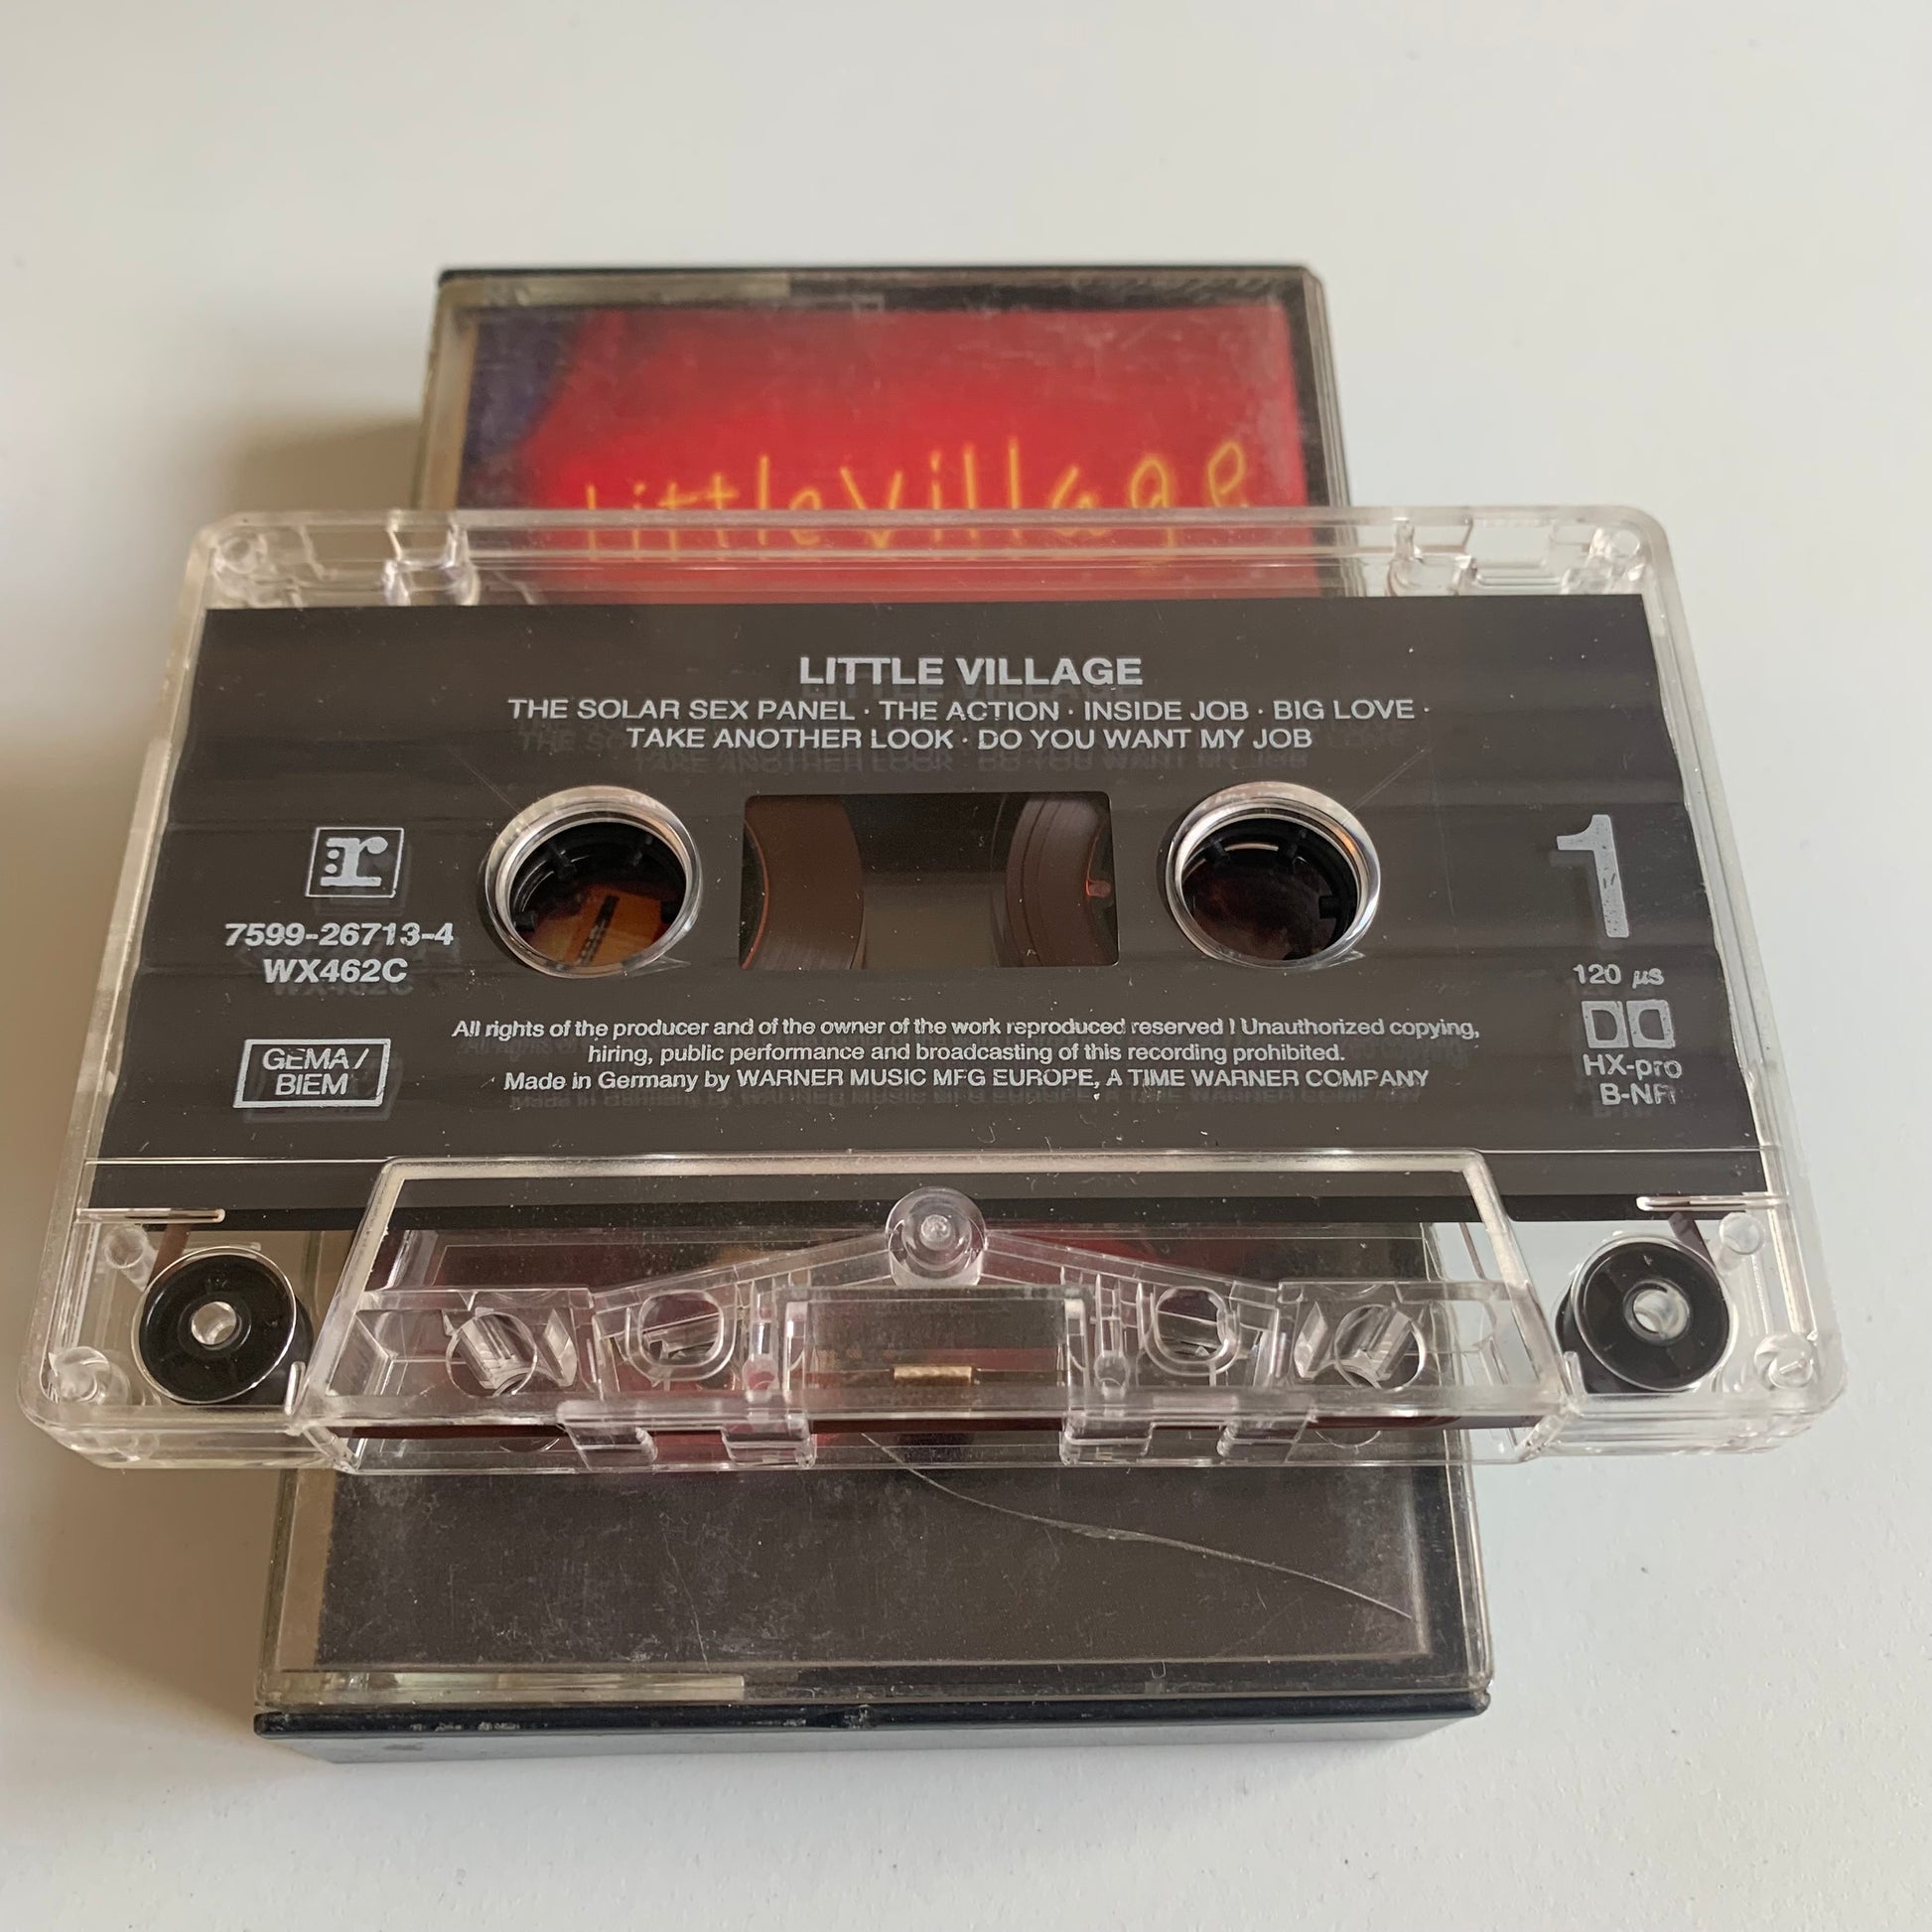 little village
LITTLE VILLAGE
THE SOLAR SEX PANEL · THE ACTION · INSIDE JOB · BIG LOVE ·
TAKE ANOTHER LOOK · DO YOU WANT MY JOB
r
1
7599-26713-4
WX462C
120 µs
All rights of the producer and of the owner of the work reproduced reserved ! Unauthorized copying,
hiring, public performance and broadcasting of this recording prohibited.
Made in Germany by WARNER MUSIC MFG EUROPE, A TIME WARNER COMPANY
GEMA /
BIEM
HX-pro
B-NR